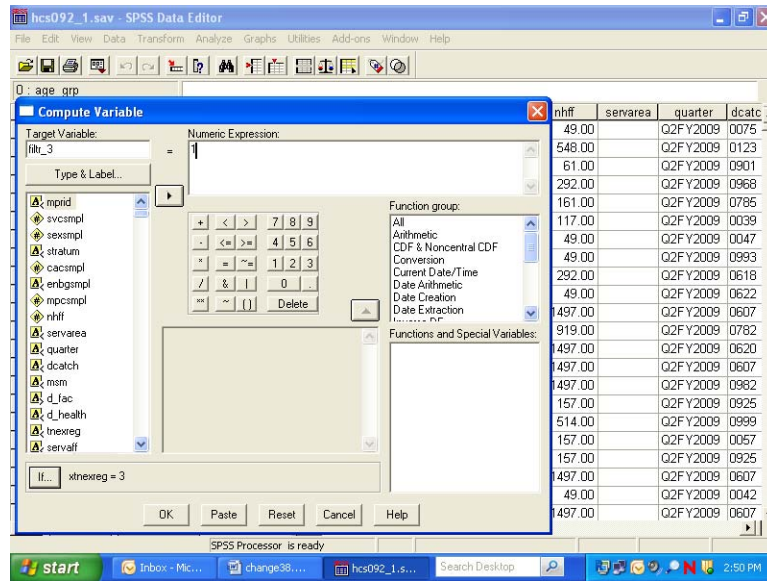 hcs092_1.sav - SPSS Data Editor
File Edit View Data Transform Analyze Graphs Utilities Add-ons Window Help
0 : age_grp
Compute Variable
Target Variable:
filtr_3
=
Numeric Expression:
1
Type & Label...
mprid
svcsmpl
sexsmpl
stratum
cacsmpl
enbgsmpl
mpcsmpl
nhff
servarea
quarter
dcatch
msm
d_fac
d_health
tnexreg
servaff
+ < > 7 8 9
- <= >= 4 5 6
* = ~= 1 2 3
/ & | 0 .
** ~ () Delete
Function group:
All
Arithmetic
CDF & Noncentral CDF
Conversion
Current Date/Time
Date Arithmetic
Date Creation
Date Extraction
Functions and Special Variables:
If... xtnexreg = 3
OK Paste Reset Cancel Help
nhff servarea quarter dcatc
49.00 Q2FY2009 0075
548.00 Q2FY2009 0123
61.00 Q2FY2009 0901
292.00 Q2FY2009 0968
161.00 Q2FY2009 0785
117.00 Q2FY2009 0039
49.00 Q2FY2009 0047
49.00 Q2FY2009 0993
292.00 Q2FY2009 0618
49.00 Q2FY2009 0622
1497.00 Q2FY2009 0607
919.00 Q2FY2009 0782
1497.00 Q2FY2009 0620
1497.00 Q2FY2009 0607
1497.00 Q2FY2009 0982
157.00 Q2FY2009 0925
514.00 Q2FY2009 0999
157.00 Q2FY2009 0057
157.00 Q2FY2009 0925
1497.00 Q2FY2009 0607
49.00 Q2FY2009 0042
1497.00 Q2FY2009 0607
SPSS Processor is ready
start Inbox - Mic... change38.... hcs092_1.s... Search Desktop 2:50 PM